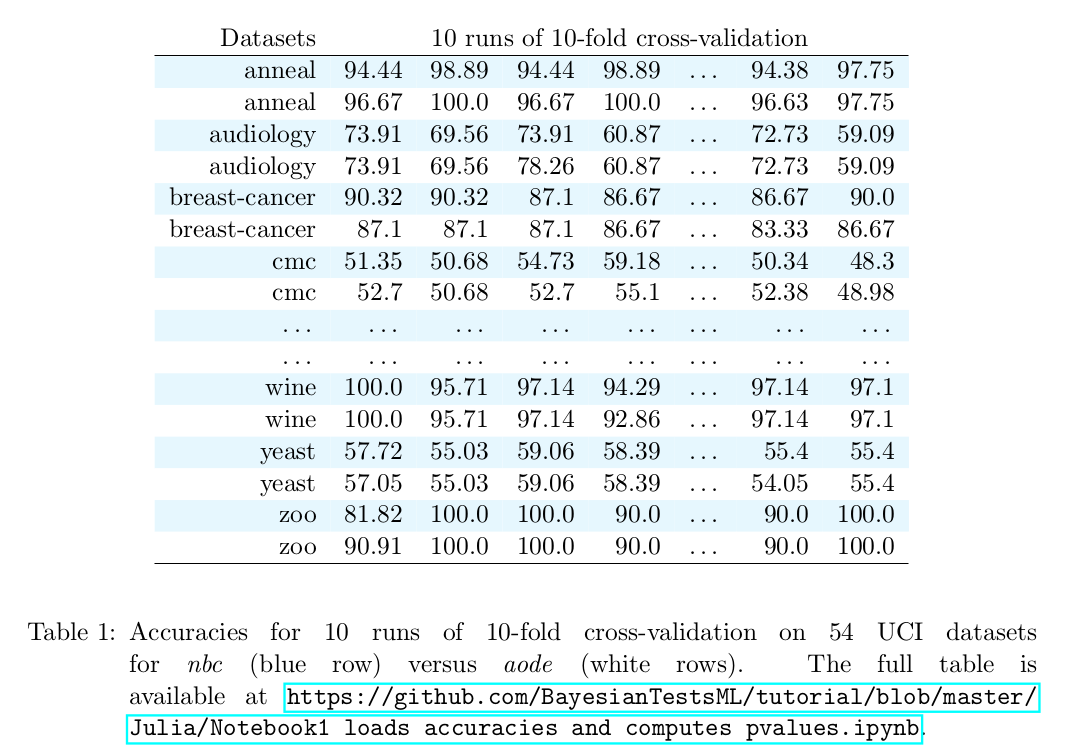 Datasets 10 runs of 10-fold cross-validation
anneal 94.44 98.89 94.44 98.89 ... 94.38 97.75
anneal 96.67 100.0 96.67 100.0 ... 96.63 97.75
audiology 73.91 69.56 73.91 60.87 ... 72.73 59.09
audiology 73.91 69.56 78.26 60.87 ... 72.73 59.09
breast-cancer 90.32 90.32 87.1 86.67 ... 86.67 90.0
breast-cancer 87.1 87.1 87.1 86.67 ... 83.33 86.67
cmc 51.35 50.68 54.73 59.18 ... 50.34 48.3
cmc 52.7 50.68 52.7 55.1 ... 52.38 48.98
... ... ... ... ... ... ... ...
... ... ... ... ... ... ... ...
wine 100.0 95.71 97.14 94.29 ... 97.14 97.1
wine 100.0 95.71 97.14 92.86 ... 97.14 97.1
yeast 57.72 55.03 59.06 58.39 ... 55.4 55.4
yeast 57.05 55.03 59.06 58.39 ... 54.05 55.4
zoo 81.82 100.0 100.0 90.0 ... 90.0 100.0
zoo 90.91 100.0 100.0 90.0 ... 90.0 100.0
Table 1: Accuracies for 10 runs of 10-fold cross-validation on 54 UCI datasets
for nbc (blue row) versus aode (white rows). The full table is
available at https://github.com/BayesianTestsML/tutorial/blob/master/
Julia/Notebook1 loads accuracies and computes pvalues.ipynb.